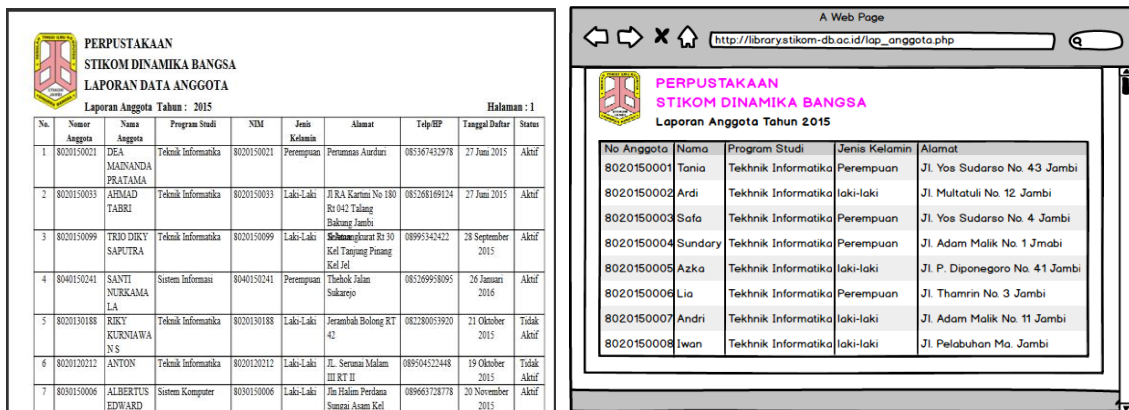 PERPUSTAKAAN
STIKOM DINAMIKA BANGSA
LAPORAN DATA ANGGOTA
Laporan Anggota Tahun : 2015 Halaman : 1
No. Nomor Anggota Nama Anggota Program Studi NIM Jenis Kelamin Alamat Telp/HP Tanggal Daftar Status
1 8020150021 DEA MAINANDA PRATAMA Teknik Informatika 8020150021 Perempuan Perumnas Aurduri 085367432978 27 Juni 2015 Aktif
2 8020150033 AHMAD TABRI Teknik Informatika 8020150033 Laki-Laki Jl RA Kartini No 180 Rt 042 Talang Bakung Jambi 085268169124 27 Juni 2015 Aktif
3 8020150099 TRIO DIKY SAPUTRA Teknik Informatika 8020150099 Laki-Laki Rt 30 Kel Tanjung Pinang Kel Jel 08995342422 28 September 2015 Aktif
4 8040150241 SANTI NURKAMA LA Sistem Informasi 8040150241 Perempuan Thehok Jalan Sukarejo 085269958095 26 Januari 2016 Aktif
5 8020130188 RIKY KURNIAWA N S Teknik Informatika 8020130188 Laki-Laki Jerambah Bolong RT 42 082280053920 21 Oktober 2015 Tidak Aktif
6 8020120212 ANTON Teknik Informatika 8020120212 Laki-Laki JL. Serunai Malam III RT II 089504522448 19 Oktober 2015 Tidak Aktif
7 8030150006 ALBERTUS EDWARD Sistem Komputer 8030150006 Laki-Laki Jln Halim Perdana Sungai Asam Kel 089663728778 20 November 2015 Aktif
A Web Page
http://library.stikom-db.ac.id/lap_anggota.php
PERPUSTAKAAN
STIKOM DINAMIKA BANGSA
Laporan Anggota Tahun 2015
No Anggota Nama Program Studi Jenis Kelamin Alamat
8020150001 Tania Tekhnik Informatika Perempuan Jl. Yos Sudarso No. 43 Jambi
8020150002 Ardi Tekhnik Informatika laki-laki Jl. Multatuli No. 12 Jambi
8020150003 Safa Tekhnik Informatika Perempuan Jl. Yos Sudarso No. 4 Jambi
8020150004 Sundary Tekhnik Informatika Perempuan Jl. Adam Malik No. 1 Jmabi
8020150005 Azka Tekhnik Informatika laki-laki Jl. P. Diponegoro No. 41 Jambi
8020150006 Lia Tekhnik Informatika Perempuan Jl. Thamrin No. 3 Jambi
8020150007 Andri Tekhnik Informatika laki-laki Jl. Adam Malik No. 11 Jambi
8020150008 Iwan Tekhnik Informatika laki-laki Jl. Pelabuhan Ma. Jambi